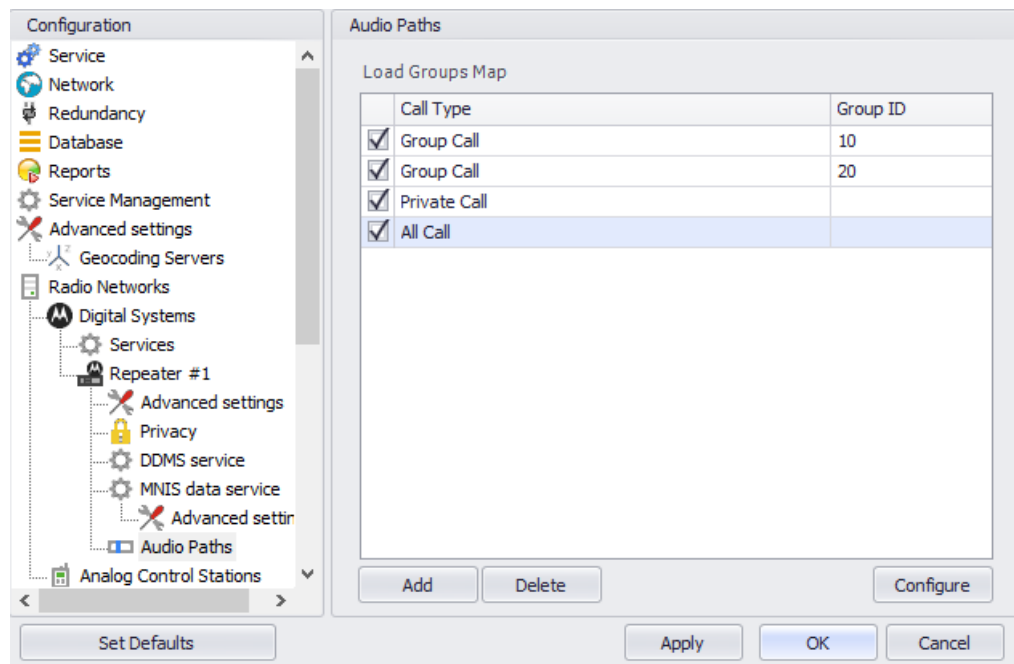 Configuration
Service
Network
Redundancy
Database
Reports
Service Management
Advanced settings
Geocoding Servers
Radio Networks
Digital Systems
Services
Repeater #1
Advanced settings
Privacy
DDMS service
MNIS data service
Advanced settin
Audio Paths
Analog Control Stations
Set Defaults
Audio Paths
Load Groups Map
Call Type Group ID
Group Call 10
Group Call 20
Private Call
All Call
Add Delete Configure
Apply OK Cancel